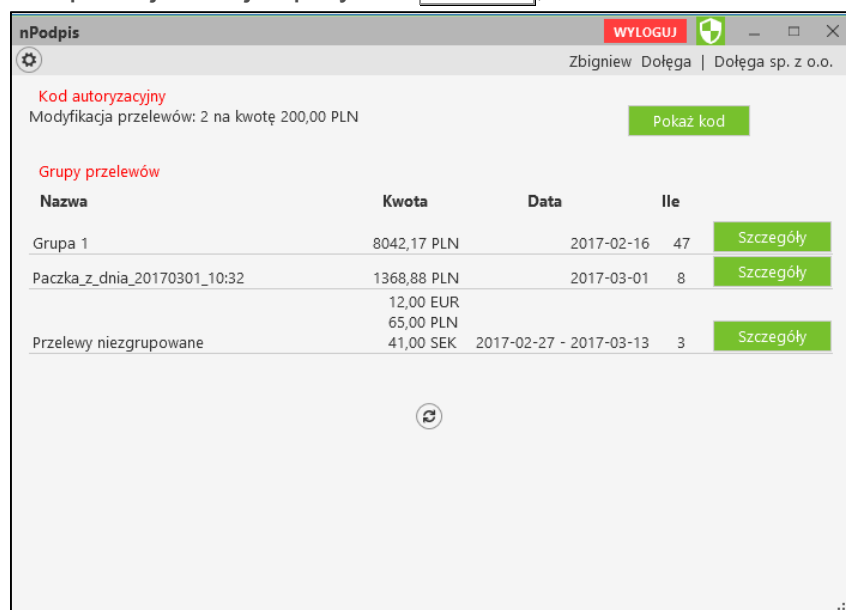 nPodpis WYLOGUJ
Zbigniew Dołęga | Dołęga sp. z o.o.
Kod autoryzacyjny
Modyfikacja przelewów: 2 na kwotę 200,00 PLN
Pokaż kod
Grupy przelewów
Nazwa Kwota Data Ile
Grupa 1 8042,17 PLN 2017-02-16 47 Szczegóły
Paczka_z_dnia_20170301_10:32 1368,88 PLN 2017-03-01 8 Szczegóły
12,00 EUR
65,00 PLN
Przelewy niezgrupowane 41,00 SEK 2017-02-27 - 2017-03-13 3 Szczegóły